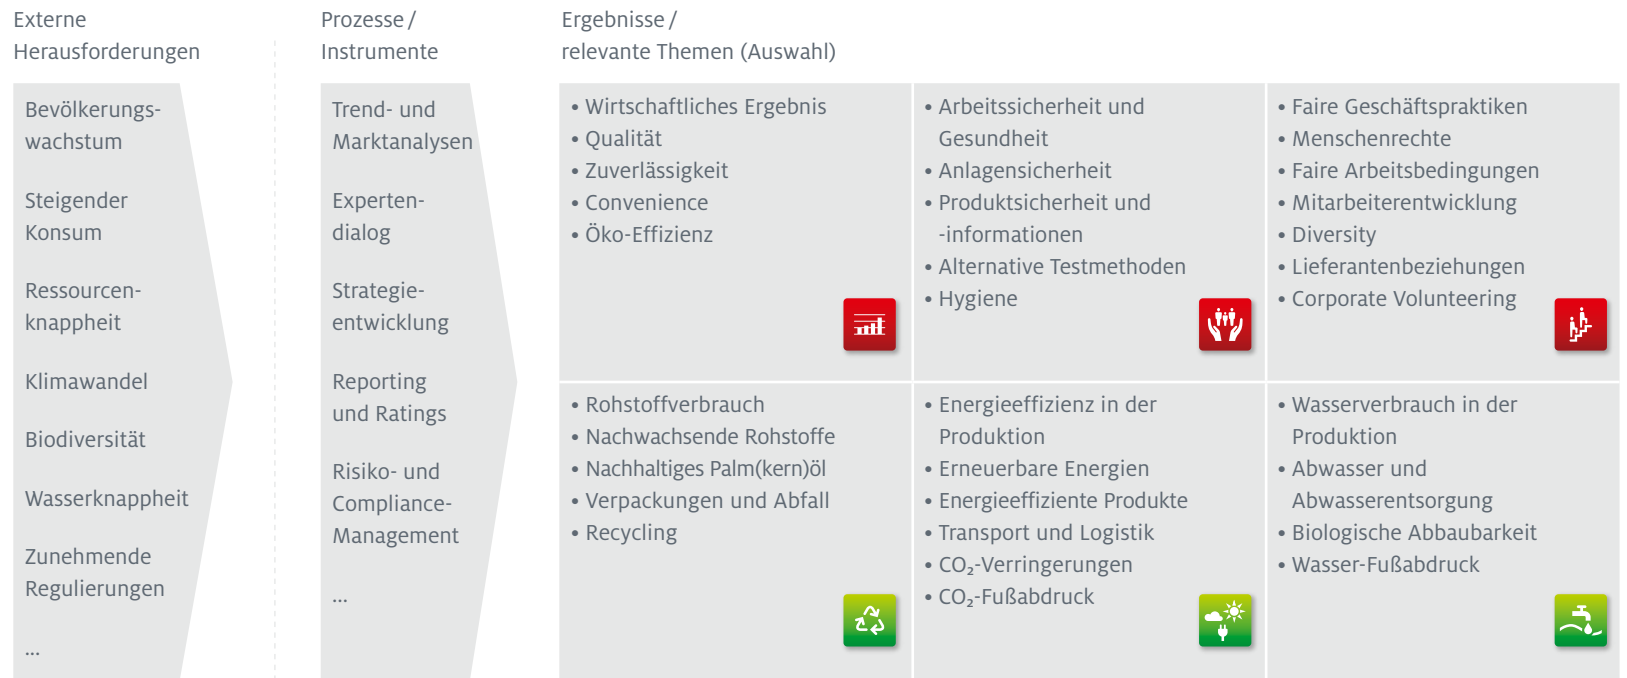 Externe
Herausforderungen
Prozesse /
Instrumente
Ergebnisse /
relevante Themen (Auswahl)
Bevölkerungs-
wachstum
Steigender
Konsum
Ressourcen-
knappheit
Klimawandel
Biodiversität
Wasserknappheit
Zunehmende
Regulierungen
...
Trend- und
Marktanalysen
Experten-
dialog
Strategie-
entwicklung
Reporting
und Ratings
Risiko- und
Compliance-
Management
...
• Wirtschaftliches Ergebnis
• Qualität
• Zuverlässigkeit
• Convenience
• Öko-Effizienz
• Arbeitssicherheit und
Gesundheit
• Anlagensicherheit
• Produktsicherheit und
-informationen
• Alternative Testmethoden
• Hygiene
• Faire Geschäftspraktiken
• Menschenrechte
• Faire Arbeitsbedingungen
• Mitarbeiterentwicklung
• Diversity
• Lieferantenbeziehungen
• Corporate Volunteering
• Rohstoffverbrauch
• Nachwachsende Rohstoffe
• Nachhaltiges Palm(kern)öl
• Verpackungen und Abfall
• Recycling
• Energieeffizienz in der
Produktion
• Erneuerbare Energien
• Energieeffiziente Produkte
• Transport und Logistik
• CO₂-Verringerungen
• CO₂-Fußabdruck
• Wasserverbrauch in der
Produktion
• Abwasser und
Abwasserentsorgung
• Biologische Abbaubarkeit
• Wasser-Fußabdruck